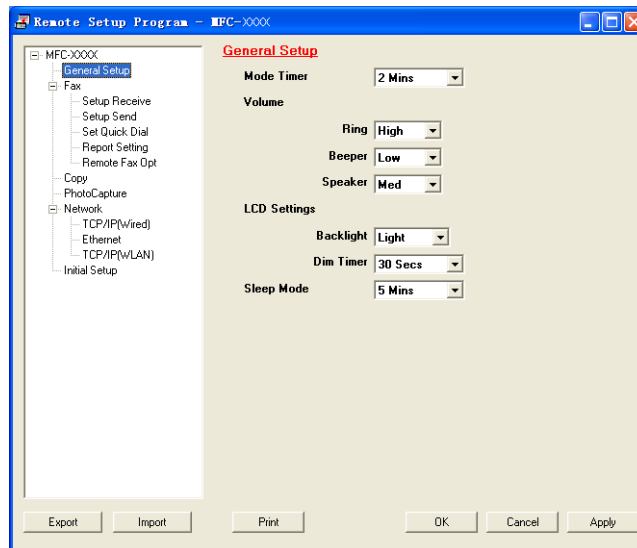 Remote Setup Program - MFC-XXXX
MFC-XXXX
General Setup
Fax
Setup Receive
Setup Send
Set Quick Dial
Report Setting
Remote Fax Opt
Copy
PhotoCapture
Network
TCP/IP(Wired)
Ethernet
TCP/IP(WLAN)
Initial Setup
General Setup
Mode Timer 2 Mins
Volume
Ring High
Beeper Low
Speaker Med
LCD Settings
Backlight Light
Dim Timer 30 Secs
Sleep Mode 5 Mins
Export Import Print OK Cancel Apply